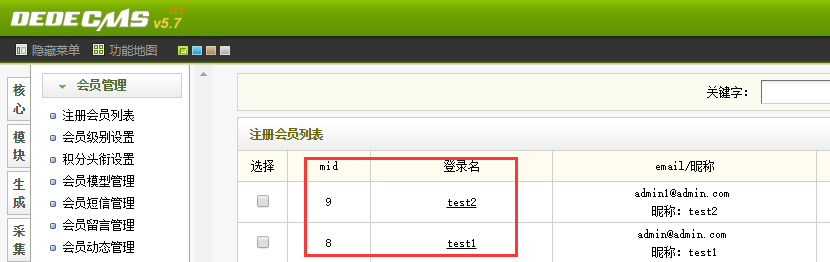 DEDECMS v5.7 SP2
隐藏菜单 功能地图
核心
模块
生成
采集
会员管理
注册会员列表
会员级别设置
积分头衔设置
会员模型管理
会员短信管理
会员留言管理
会员动态管理
关键字：
注册会员列表
选择 mid 登录名 email/昵称
9 test2 admin1@admin.com
昵称：test2
8 test1 admin@admin.com
昵称：test1